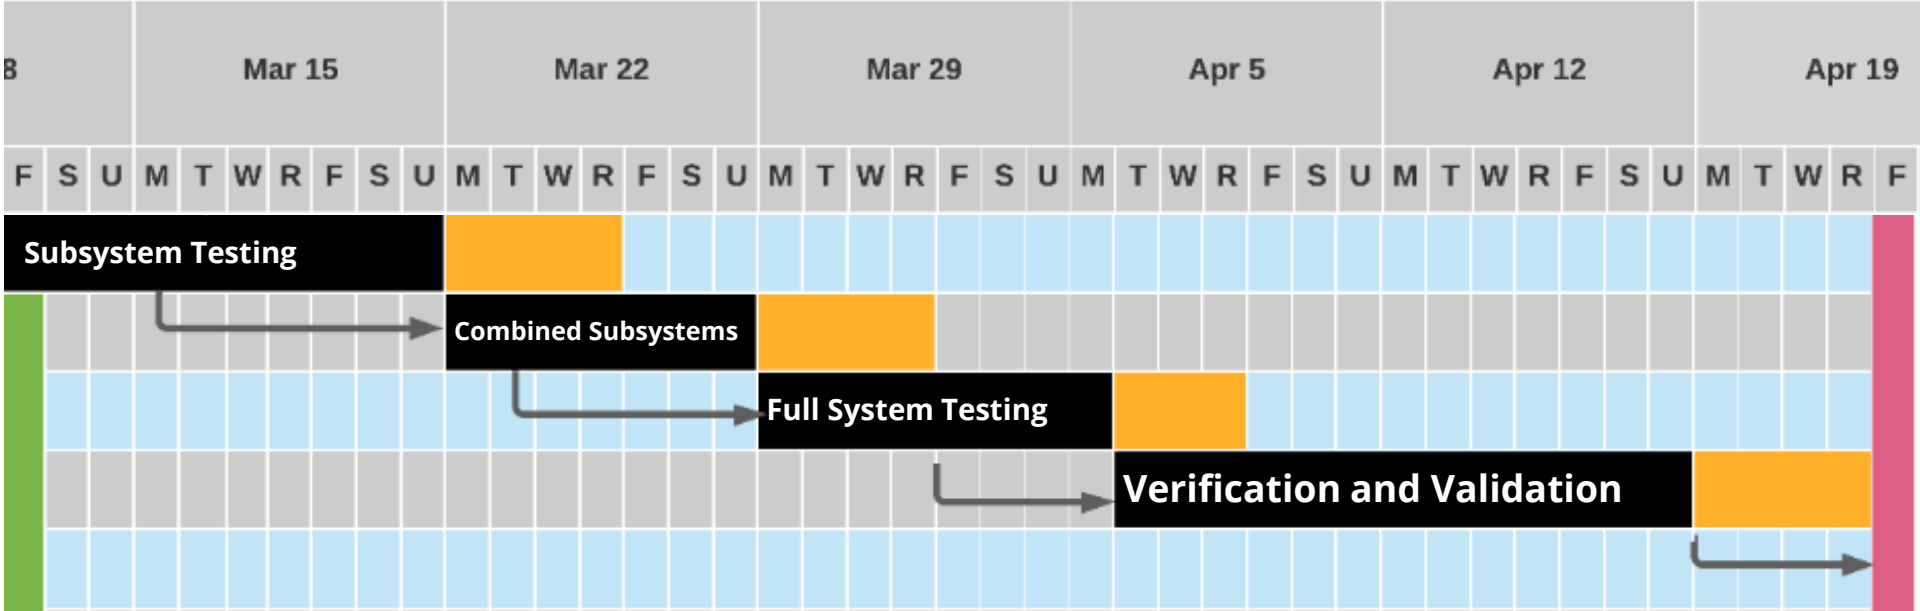 8 Mar 15 Mar 22 Mar 29 Apr 5 Apr 12 Apr 19
F S U M T W R F S U M T W R F S U M T W R F S U M T W R F S U M T W R F S U M T W R F
Subsystem Testing
Combined Subsystems
Full System Testing
Verification and Validation